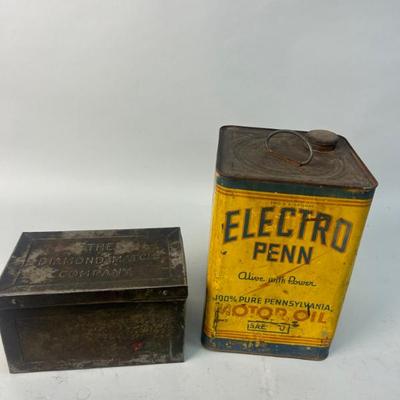 THE
DIAMOND MATCH
COMPANY
ELECTRO
PENN
Alive with Power
100% PURE PENNSYLVANIA
MOTOR OIL
SAE